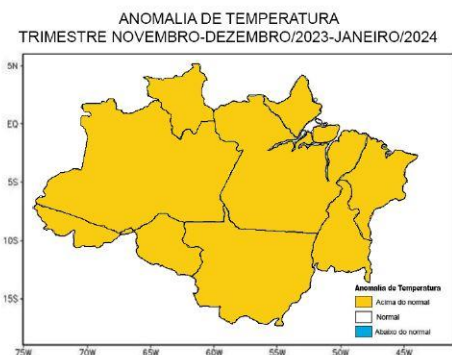 ANOMALIA DE TEMPERATURA
TRIMESTRE NOVEMBRO-DEZEMBRO/2023-JANEIRO/2024
5N
EQ
5S
10S
15S
75W
70W
65W
60W
55W
50W
45W
Anomalia de Temperatura
Acima do normal
Normal
Abaixo do normal